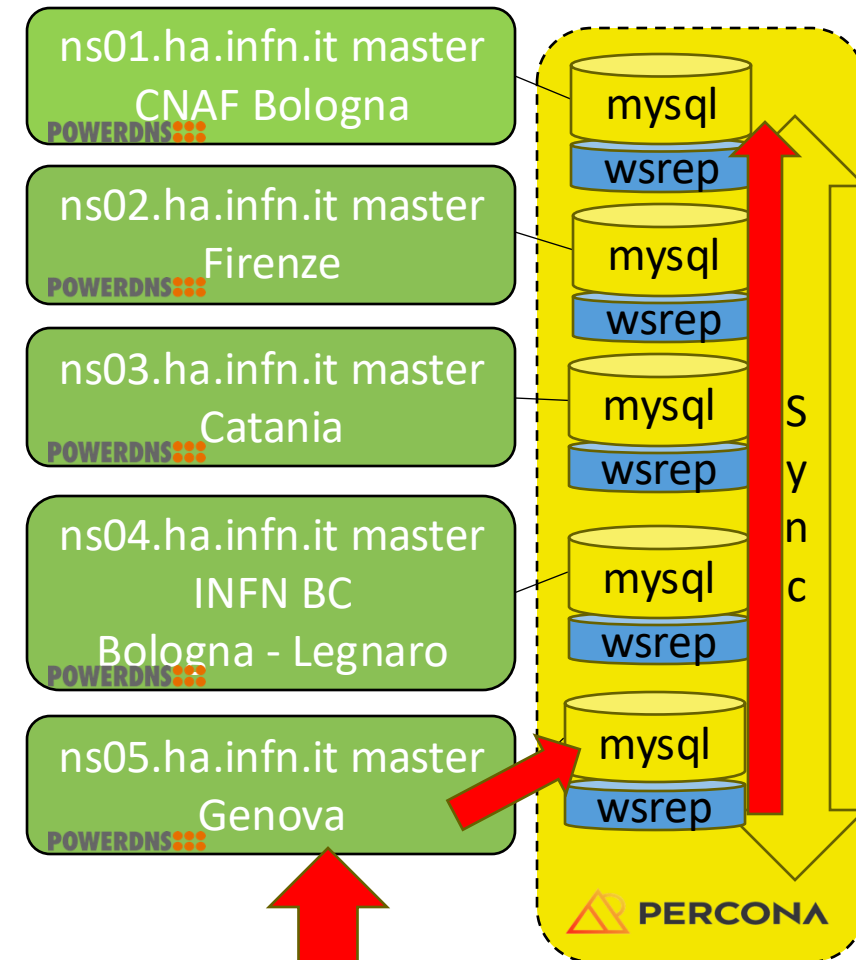 ns01.ha.infn.it master
CNAF Bologna
POWERDNS
ns02.ha.infn.it master
Firenze
POWERDNS
ns03.ha.infn.it master
Catania
POWERDNS
ns04.ha.infn.it master
INFN BC
Bologna - Legnaro
POWERDNS
ns05.ha.infn.it master
Genova
POWERDNS
mysql
wsrep
mysql
wsrep
mysql
wsrep
mysql
wsrep
mysql
wsrep
Sync
PERCONA